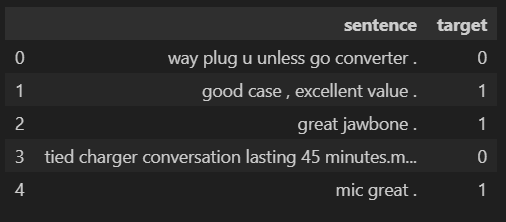 sentence target
0 way plug u unless go converter . 0
1 good case , excellent value . 1
2 great jawbone . 1
3 tied charger conversation lasting 45 minutes.m... 0
4 mic great . 1